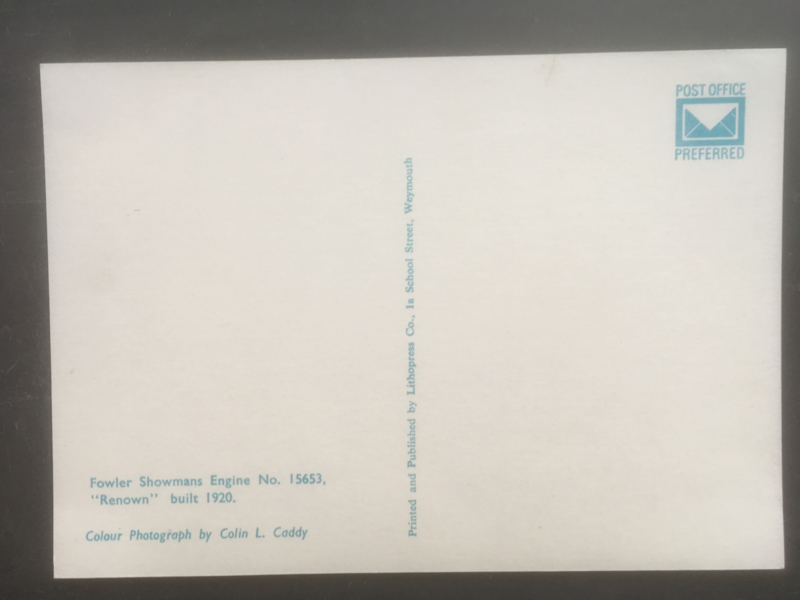 POST OFFICE
PREFERRED
Printed and Published by Lithopress Co., 1a School Street, Weymouth
Fowler Showmans Engine No. 15653,
"Renown" built 1920.
Colour Photograph by Colin L. Caddy